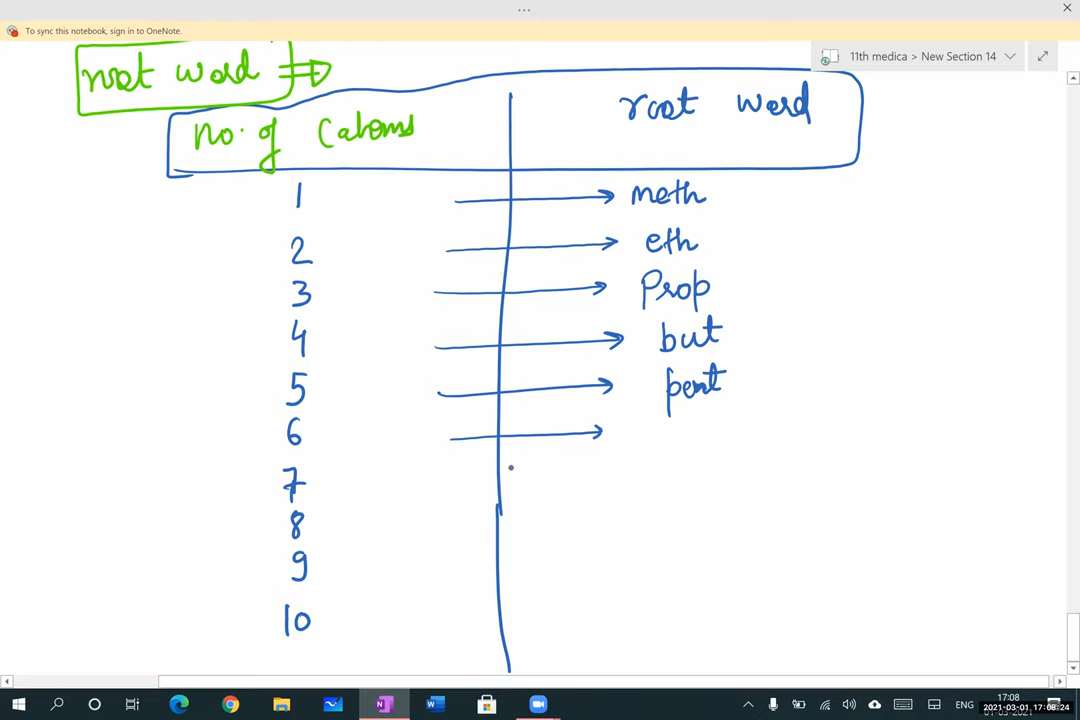 ...
To sync this notebook, sign in to OneNote.
11th medica > New Section 14
root word ⇒
No. of C atoms root word
1 → meth
2 → eth
3 → Prop
4 → but
5 → pent
6 →
7
8
9
10
ENG
17:08
2021-03-01 17:08:24